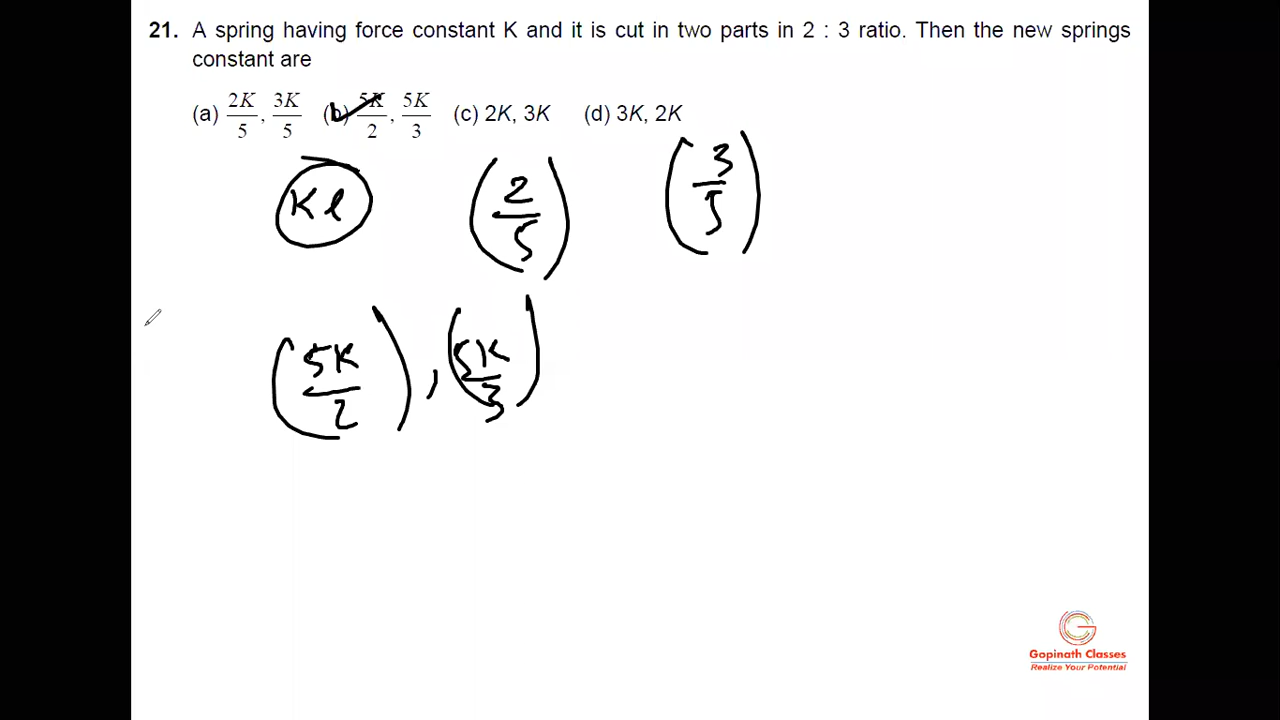 21. A spring having force constant K and it is cut in two parts in 2 : 3 ratio. Then the new springs
constant are
(a) 2K/5, 3K/5 (b) 5K/2, 5K/3 (c) 2K, 3K (d) 3K, 2K
Kl (2/5) (3/5)
(5K/2), (5K/3)
Gopinath Classes
Realize Your Potential